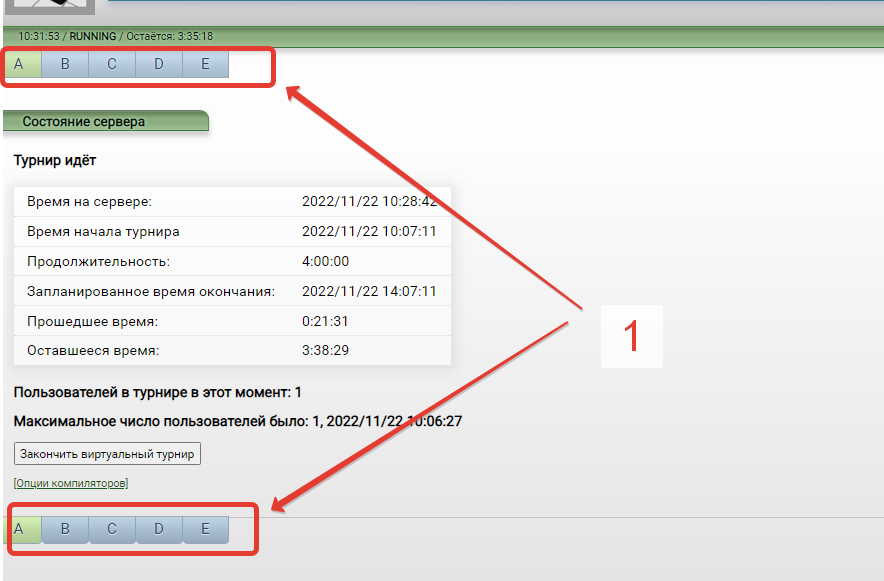 10:31:53 / RUNNING / Остаётся: 3:35:18
A B C D E
Состояние сервера
Турнир идёт
Время на сервере: 2022/11/22 10:28:42
Время начала турнира 2022/11/22 10:07:11
Продолжительность: 4:00:00
Запланированное время окончания: 2022/11/22 14:07:11
Прошедшее время: 0:21:31
1
Оставшееся время: 3:38:29
Пользователей в турнире в этот момент: 1
Максимальное число пользователей было: 1, 2022/11/22 10:06:27
Закончить виртуальный турнир
[Опции компиляторов]
A B C D E